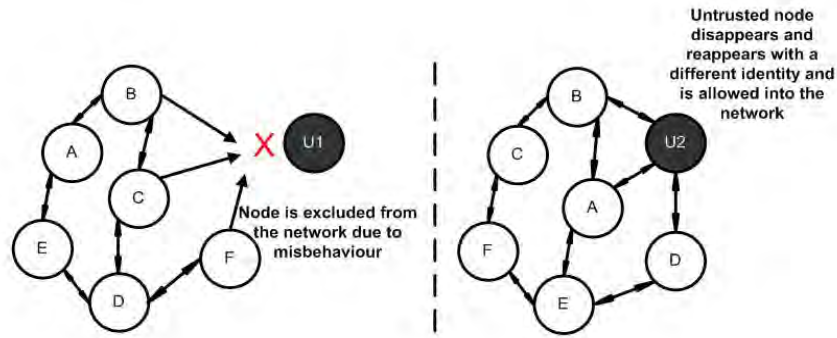 B
A
C
E
F
D
X
U1
Node is excluded from
the network due to
misbehaviour
Untrusted node
disappears and
reappears with a
different identity and
is allowed into the
network
B
U2
C
A
F
D
E